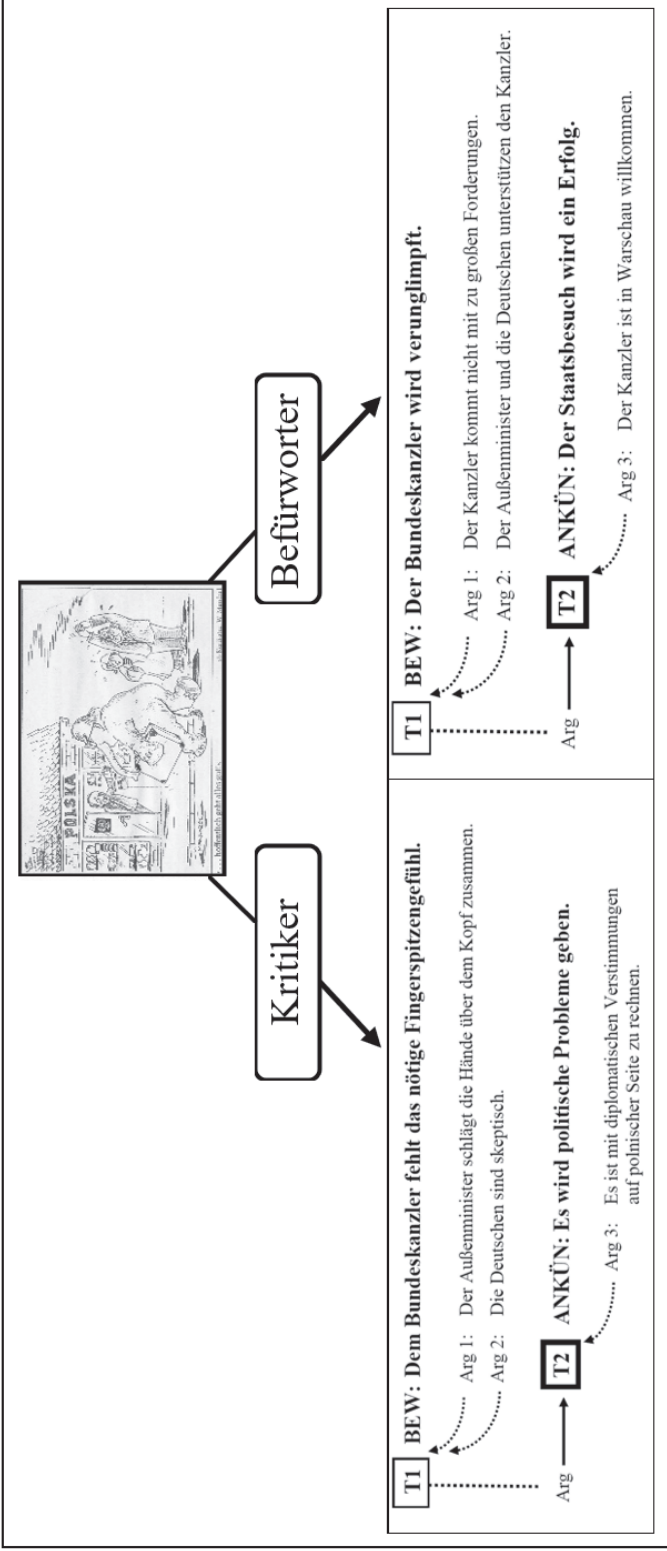 POLSKA
... hoffentlich geht alles gut!
Kritiker
Befürworter
T1 BEW: Dem Bundeskanzler fehlt das nötige Fingerspitzengefühl.
Arg 1: Der Außenminister schlägt die Hände über dem Kopf zusammen.
Arg 2: Die Deutschen sind skeptisch.
Arg T2 ANKÜN: Es wird politische Probleme geben.
Arg 3: Es ist mit diplomatischen Verstimmungen
auf polnischer Seite zu rechnen.
T1 BEW: Der Bundeskanzler wird verunglimpft.
Arg 1: Der Kanzler kommt nicht mit zu großen Forderungen.
Arg 2: Der Außenminister und die Deutschen unterstützen den Kanzler.
Arg T2 ANKÜN: Der Staatsbesuch wird ein Erfolg.
Arg 3: Der Kanzler ist in Warschau willkommen.